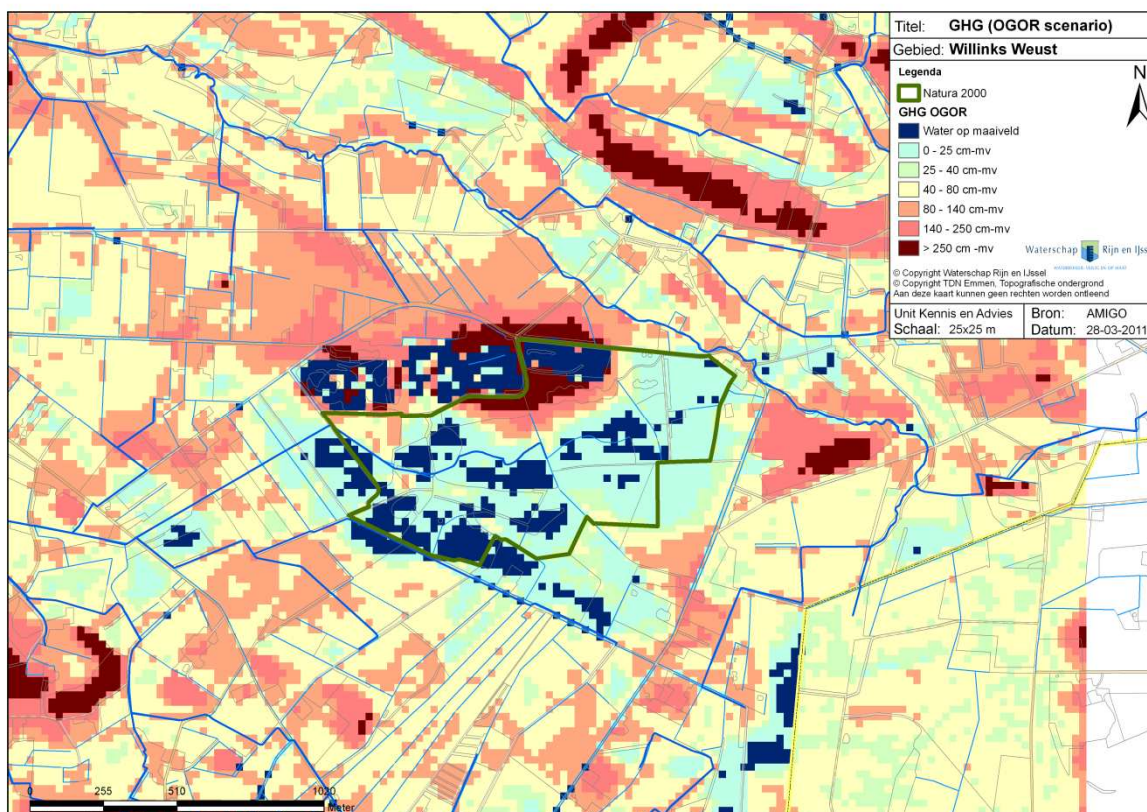 Titel: GHG (OGOR scenario)
Gebied: Willinks Weust
Legenda
N
Natura 2000
GHG OGOR
Water op maaiveld
0 - 25 cm-mv
25 - 40 cm-mv
40 - 80 cm-mv
80 - 140 cm-mv
140 - 250 cm-mv
> 250 cm -mv
Waterschap Rijn en IJsse
© Copyright Waterschap Rijn en IJssel
© Copyright TDN Emmen, Topografische ondergrond
Aan deze kaart kunnen geen rechten worden ontleend
Unit Kennis en Advies
Bron: AMIGO
Schaal: 25x25 m
Datum: 28-03-2011
0 255 510 1020
Meter